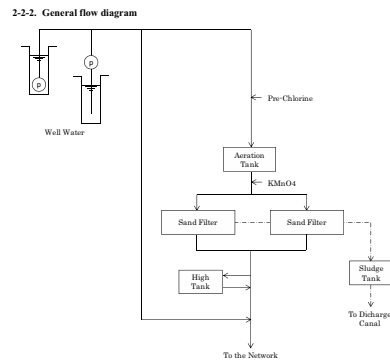 2-2-2. General flow diagram
p
p
Well Water
Pre-Chlorine
Aeration
Tank
KMnO4
Sand Filter
Sand Filter
High
Tank
Sludge
Tank
To Dicharge
Canal
To the Network